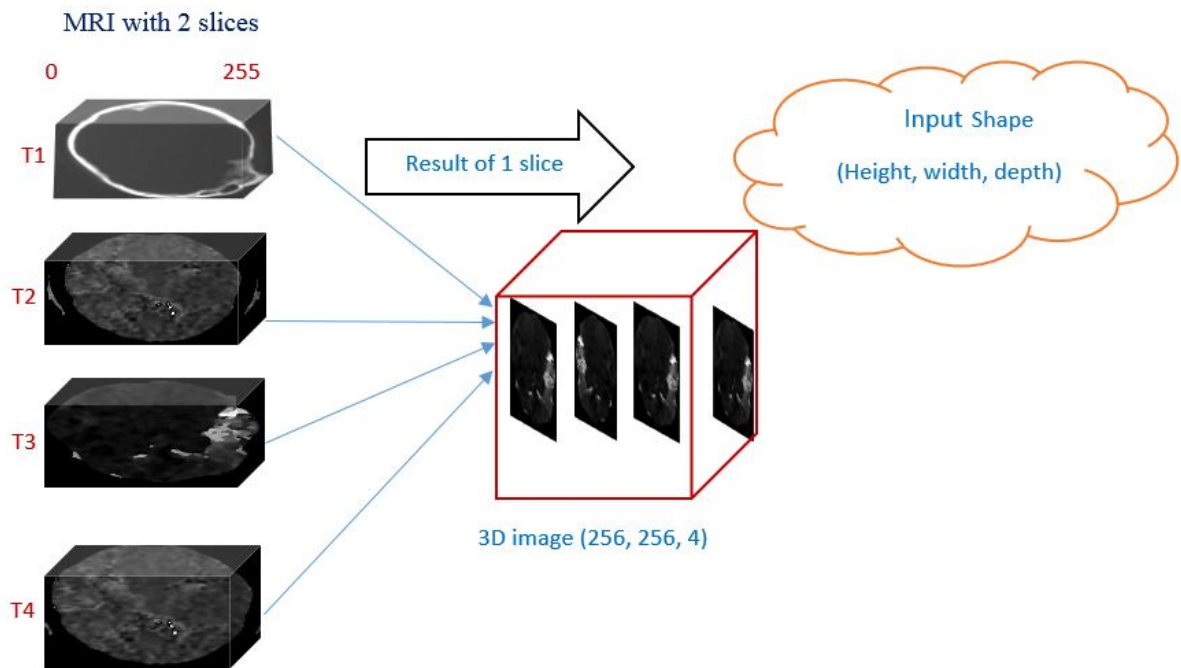 MRI with 2 slices
0
255
T1
T2
T3
T4
Result of 1 slice
Input Shape
(Height, width, depth)
3D image (256, 256, 4)